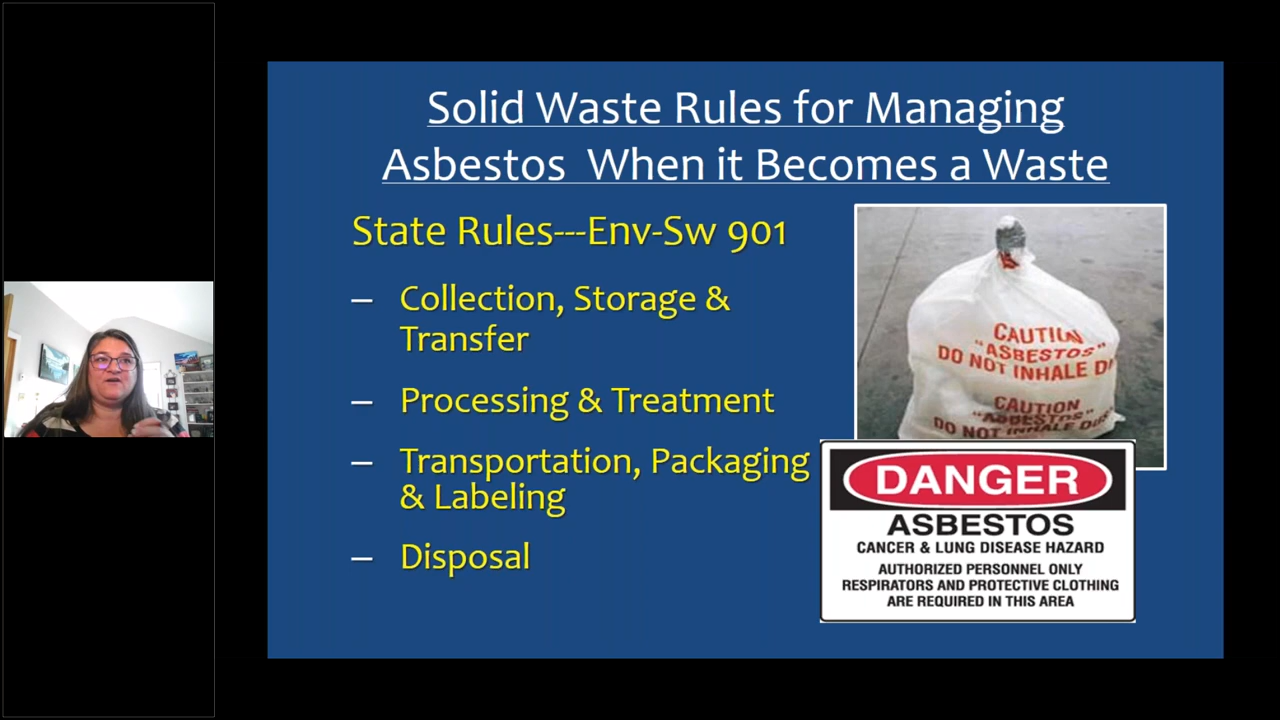 Solid Waste Rules for Managing
Asbestos When it Becomes a Waste
State Rules---Env-Sw 901
– Collection, Storage &
Transfer
– Processing & Treatment
– Transportation, Packaging
& Labeling
– Disposal
CAUTION
"ASBESTOS"
DO NOT INHALE D
CAUTION
"ASBESTOS"
DO NOT INHALE DUS
DANGER
ASBESTOS
CANCER & LUNG DISEASE HAZARD
AUTHORIZED PERSONNEL ONLY
RESPIRATORS AND PROTECTIVE CLOTHING
ARE REQUIRED IN THIS AREA